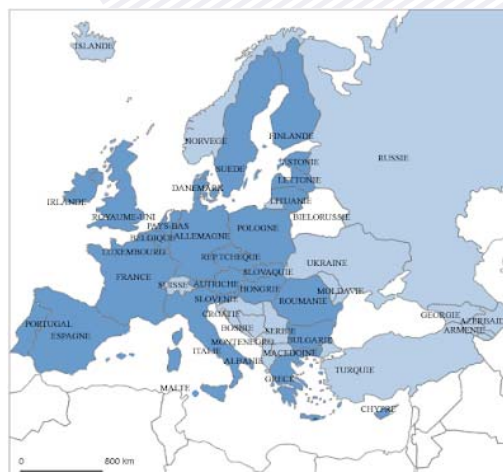 ISLANDE
NORVEGE
FINLANDE
SUEDE
RUSSIE
ESTONIE
LETTONIE
DANEMARK
LITUANIE
IRLANDE
ROYAUME-UNI
BIELORUSSIE
PAYS-BAS
POLOGNE
BELGIQUE
ALLEMAGNE
LUXEMBOURG
REP TCHEQUE
UKRAINE
SLOVAQUIE
FRANCE
SUISSE
AUTRICHE
HONGRIE
MOLDAVIE
SLOVENIE
ROUMANIE
CROATIE
GEORGIE
BOSNIE
SERBIE
AZERBAID
PORTUGAL
MONTENEGRO
BULGARIE
ARMENIE
ESPAGNE
ITALIE
ALBANIE
MACEDOINE
TURQUIE
GRECE
MALTE
CHYPRE
0 800 km